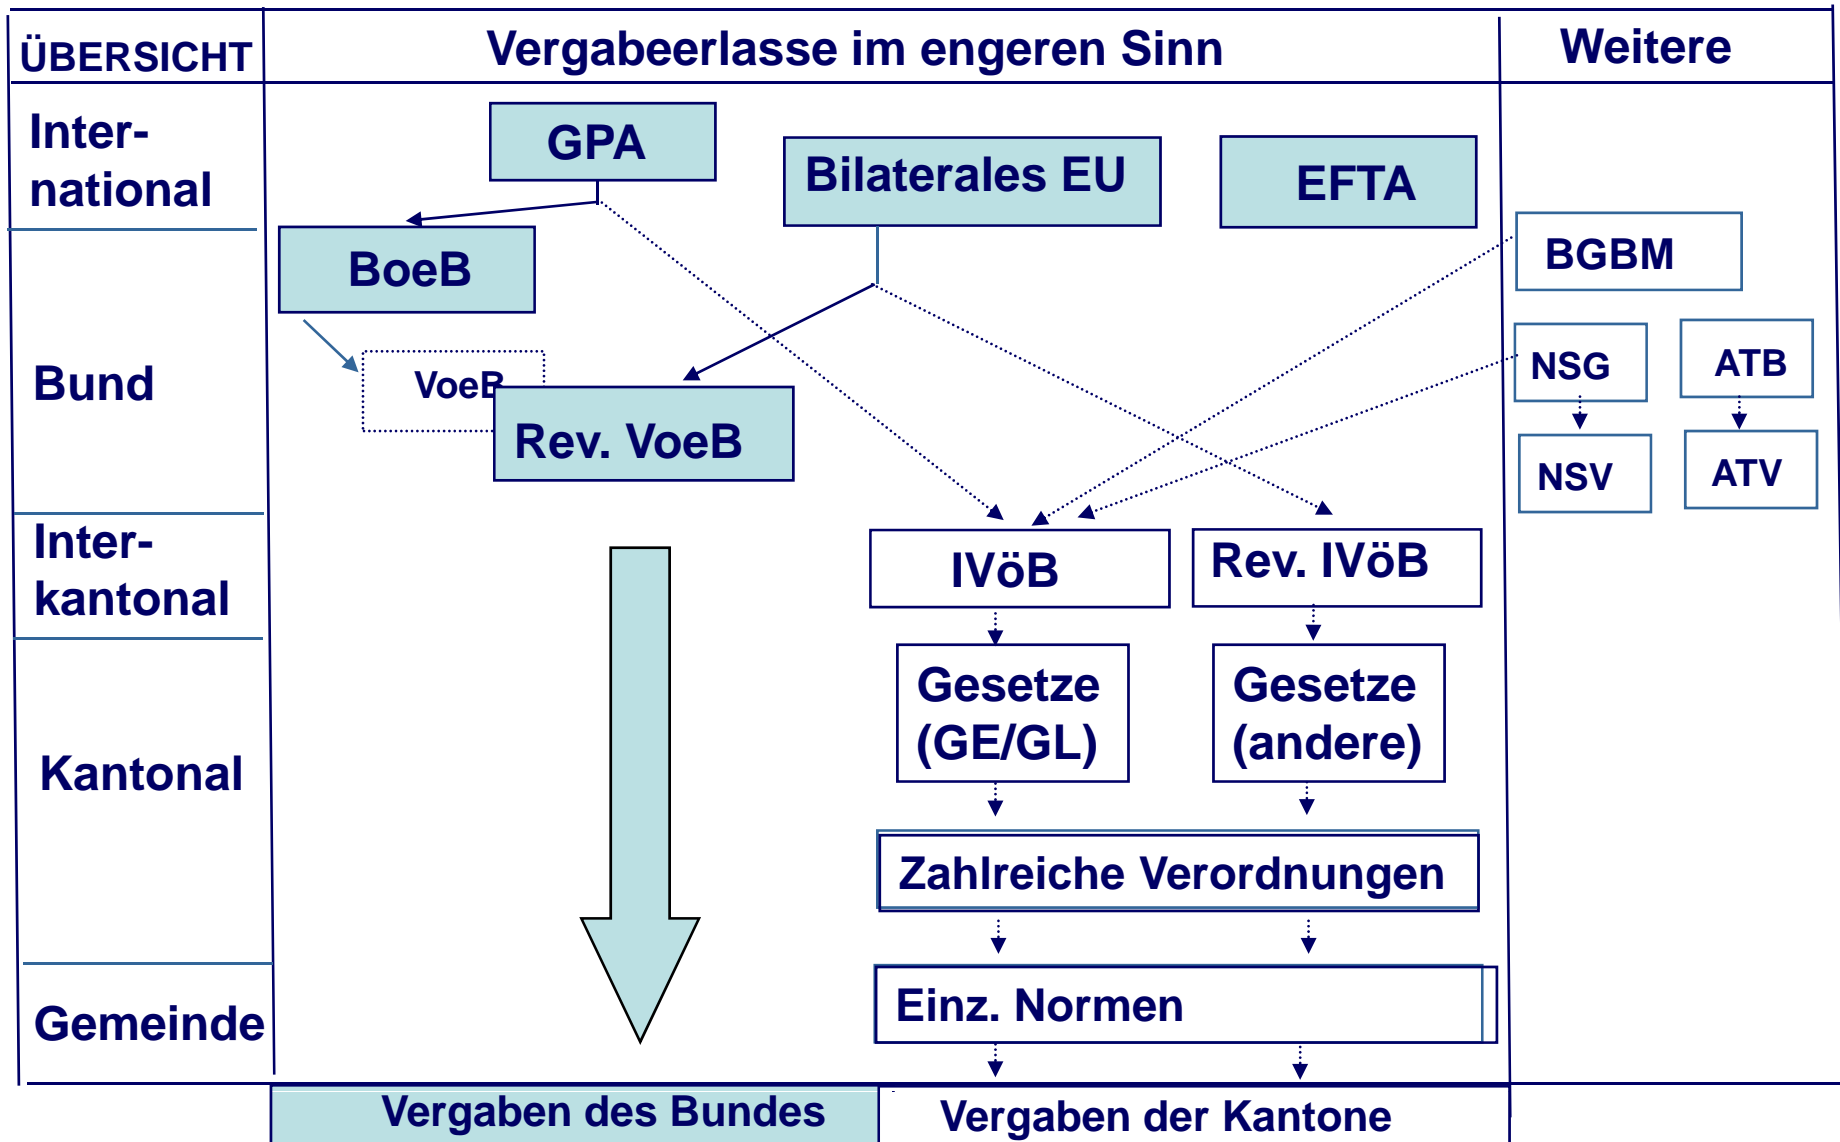 ÜBERSICHT
Vergabeerlasse im engeren Sinn
Weitere
Inter-
national
GPA
Bilaterales EU
EFTA
BoeB
BGBM
Bund
VoeB
Rev. VoeB
NSG
ATB
NSV
ATV
Inter-
kantonal
IVöB
Rev. IVöB
Kantonal
Gesetze
(GE/GL)
Gesetze
(andere)
Zahlreiche Verordnungen
Gemeinde
Einz. Normen
Vergaben des Bundes
Vergaben der Kantone